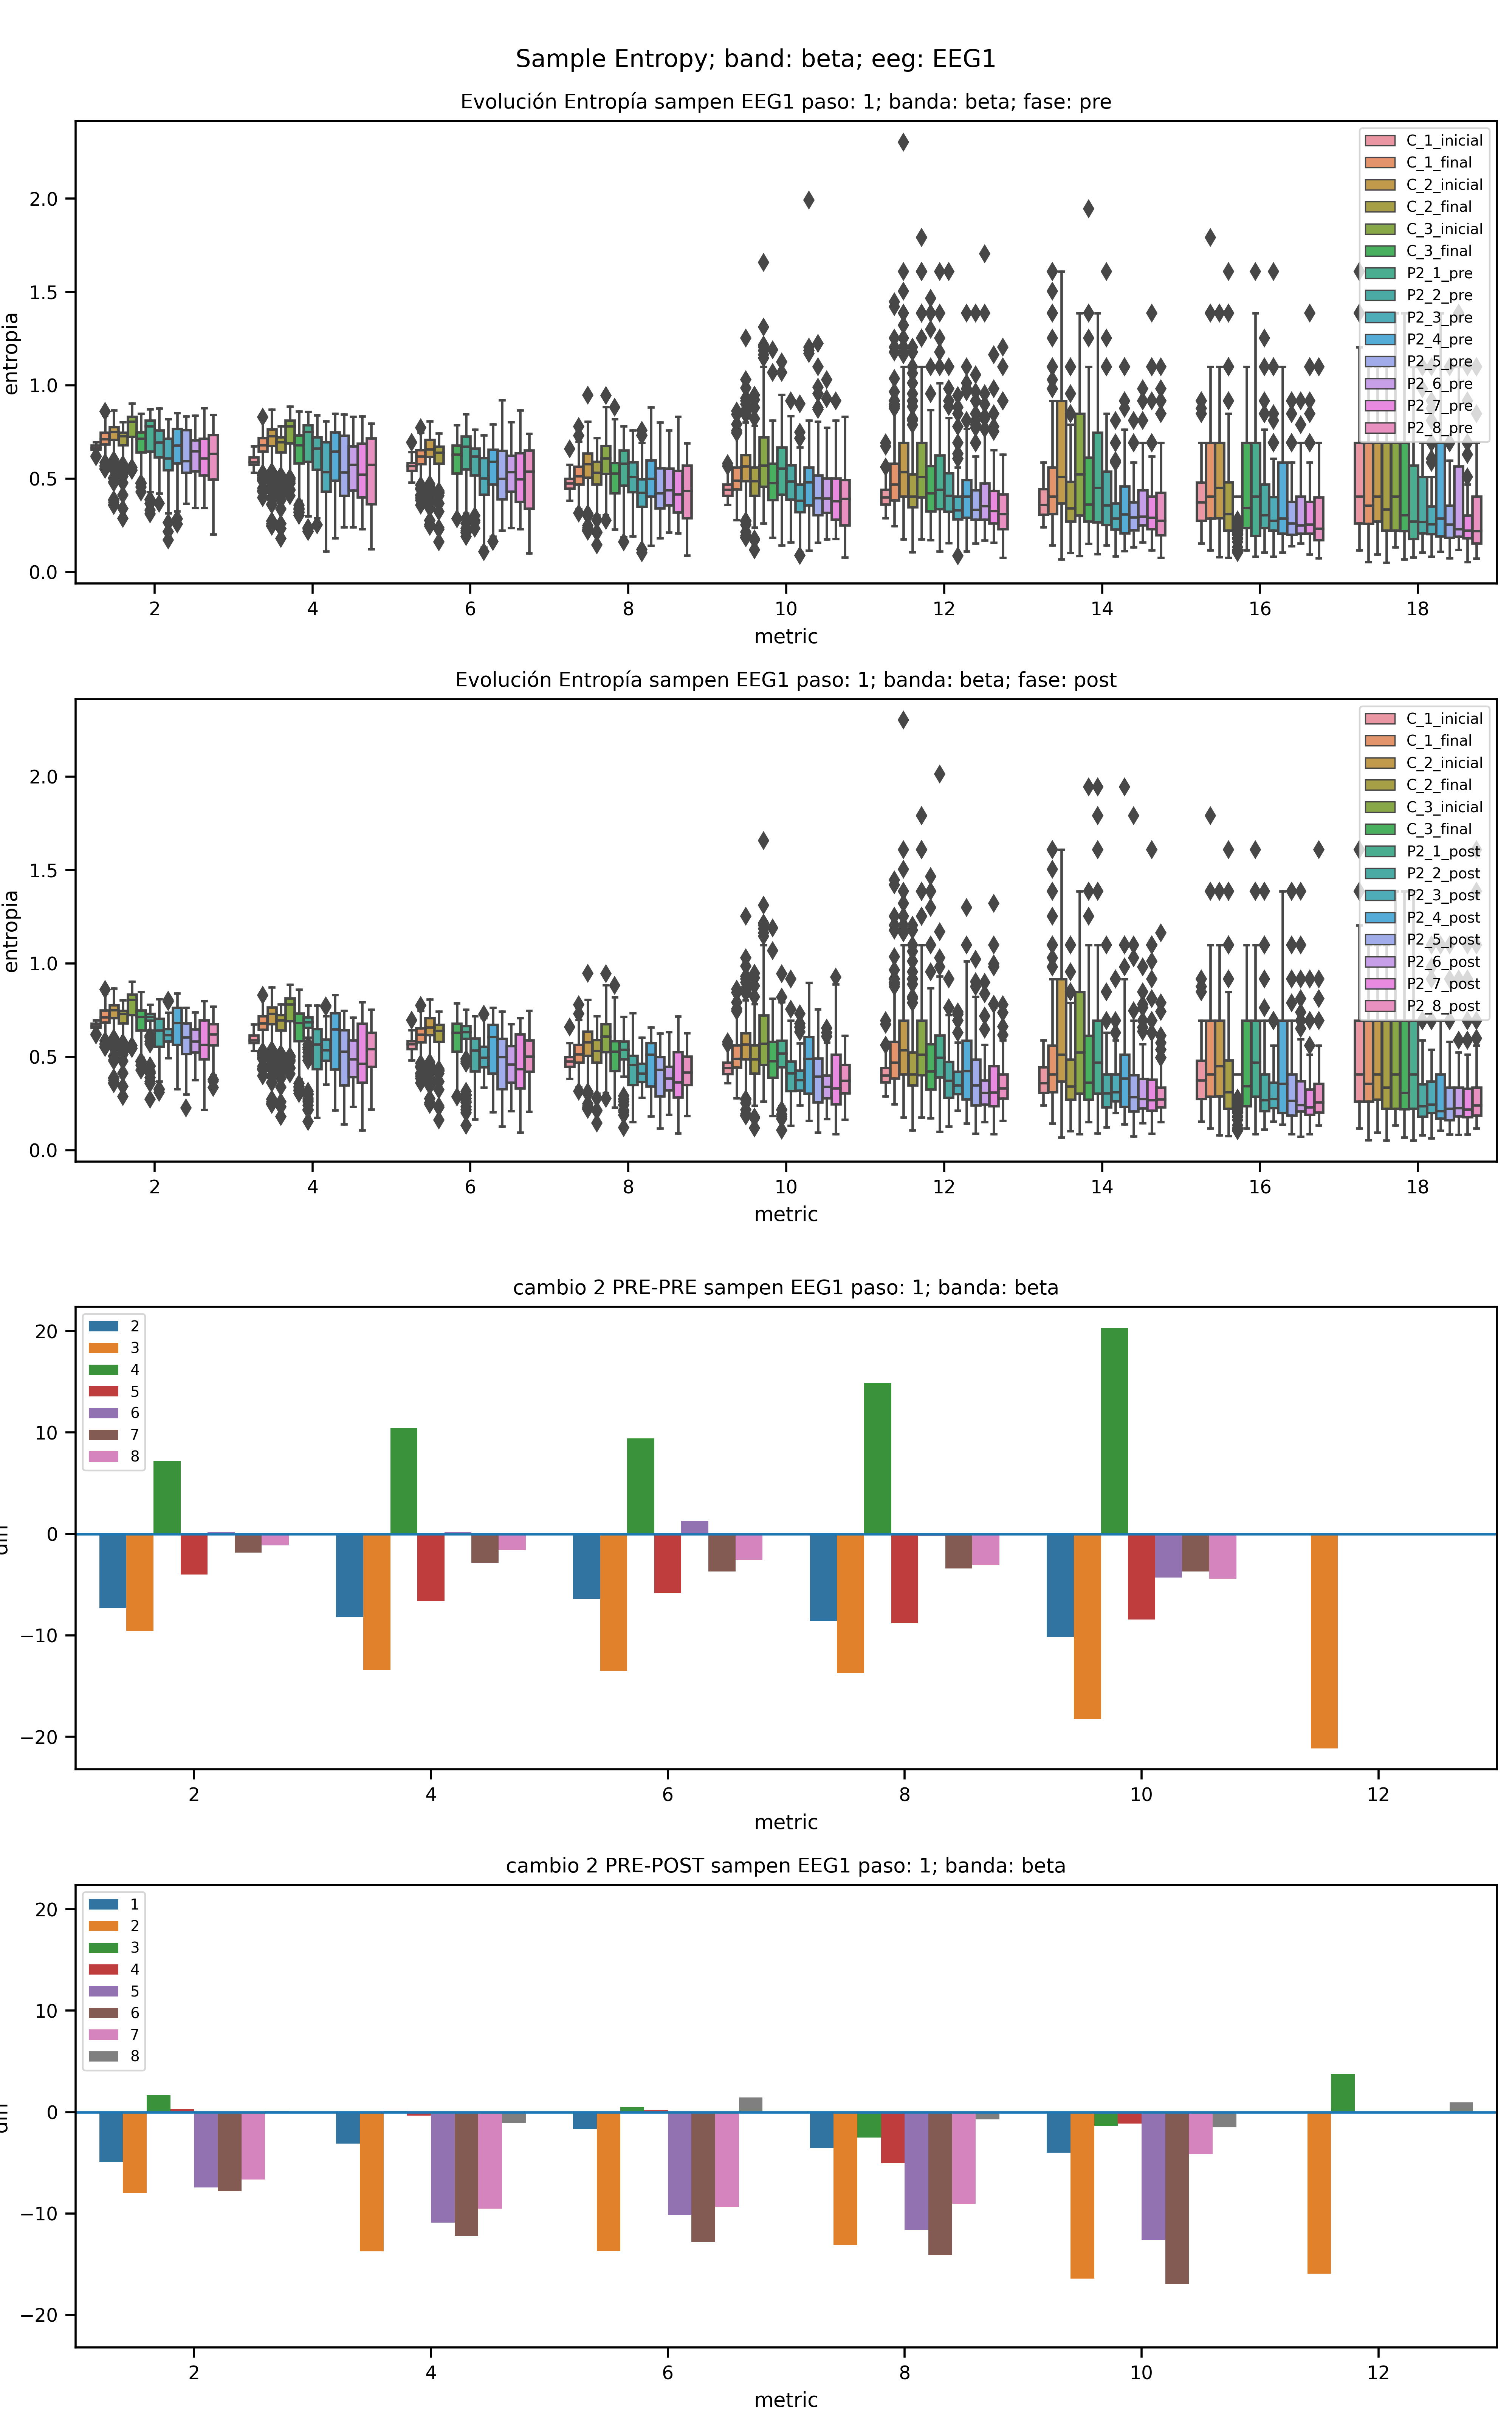 Sample Entropy; band: beta; eeg: EEG1
Evolución Entropía sampen EEG1 paso: 1; banda: beta; fase: pre
entropia
2.0
1.5
1.0
0.5
0.0
C_1_inicial
C_1_final
C_2_inicial
C_2_final
C_3_inicial
C_3_final
P2_1_pre
P2_2_pre
P2_3_pre
P2_4_pre
P2_5_pre
P2_6_pre
P2_7_pre
P2_8_pre
2 4 6 8 10 12 14 16 18
metric
Evolución Entropía sampen EEG1 paso: 1; banda: beta; fase: post
entropia
2.0
1.5
1.0
0.5
0.0
C_1_inicial
C_1_final
C_2_inicial
C_2_final
C_3_inicial
C_3_final
P2_1_post
P2_2_post
P2_3_post
P2_4_post
P2_5_post
P2_6_post
P2_7_post
P2_8_post
2 4 6 8 10 12 14 16 18
metric
cambio 2 PRE-PRE sampen EEG1 paso: 1; banda: beta
20
10
0
−10
−20
2
3
4
5
6
7
8
2 4 6 8 10 12
metric
cambio 2 PRE-POST sampen EEG1 paso: 1; banda: beta
20
10
0
−10
−20
1
2
3
4
5
6
7
8
2 4 6 8 10 12
metric